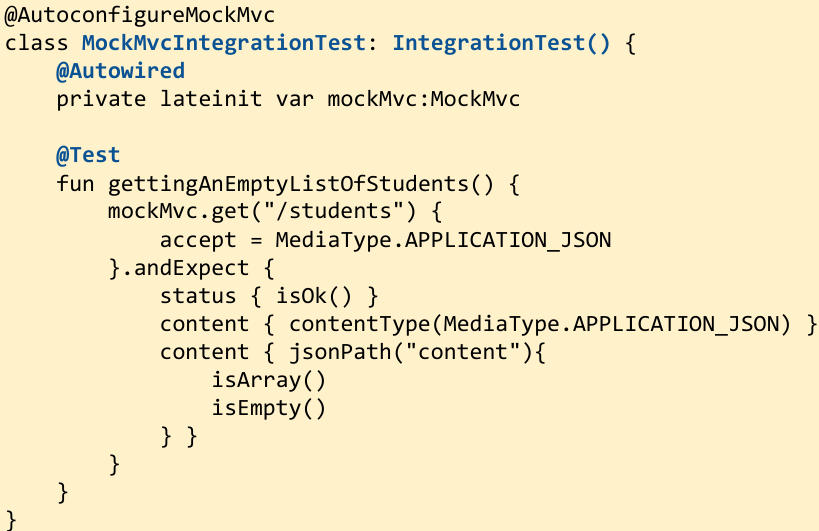 @AutoconfigureMockMvc
class MockMvcIntegrationTest: IntegrationTest() {
    @Autowired
    private lateinit var mockMvc:MockMvc

    @Test
    fun gettingAnEmptyListOfStudents() {
        mockMvc.get("/students") {
            accept = MediaType.APPLICATION_JSON
        }.andExpect {
            status { isOk() }
            content { contentType(MediaType.APPLICATION_JSON) }
            content { jsonPath("content"){
                isArray()
                isEmpty()
            } }
        }
    }
}